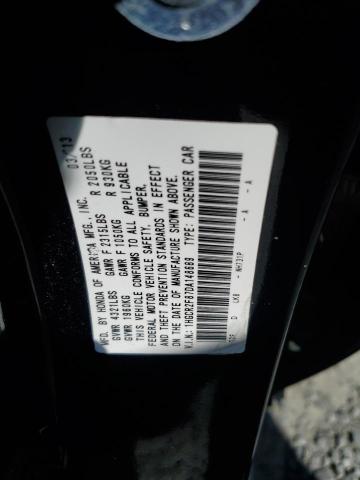 MFD. BY HONDA OF AMERICA MFG., INC. 03/13
GVWR 4321LBS GAWR F 2315LBS R 2050LBS
GVWR 1960KG GAWR F 1050KG R 930KG
THIS VEHICLE CONFORMS TO ALL APPLICABLE
FEDERAL MOTOR VEHICLE SAFETY, BUMPER,
AND THEFT PREVENTION STANDARDS IN EFFECT
ON THE DATE OF MANUFACTURE SHOWN ABOVE.
V.I.N.: 1HGCR2F87DA148689 TYPE: PASSENGER CAR
D UX8 NH731P A - A